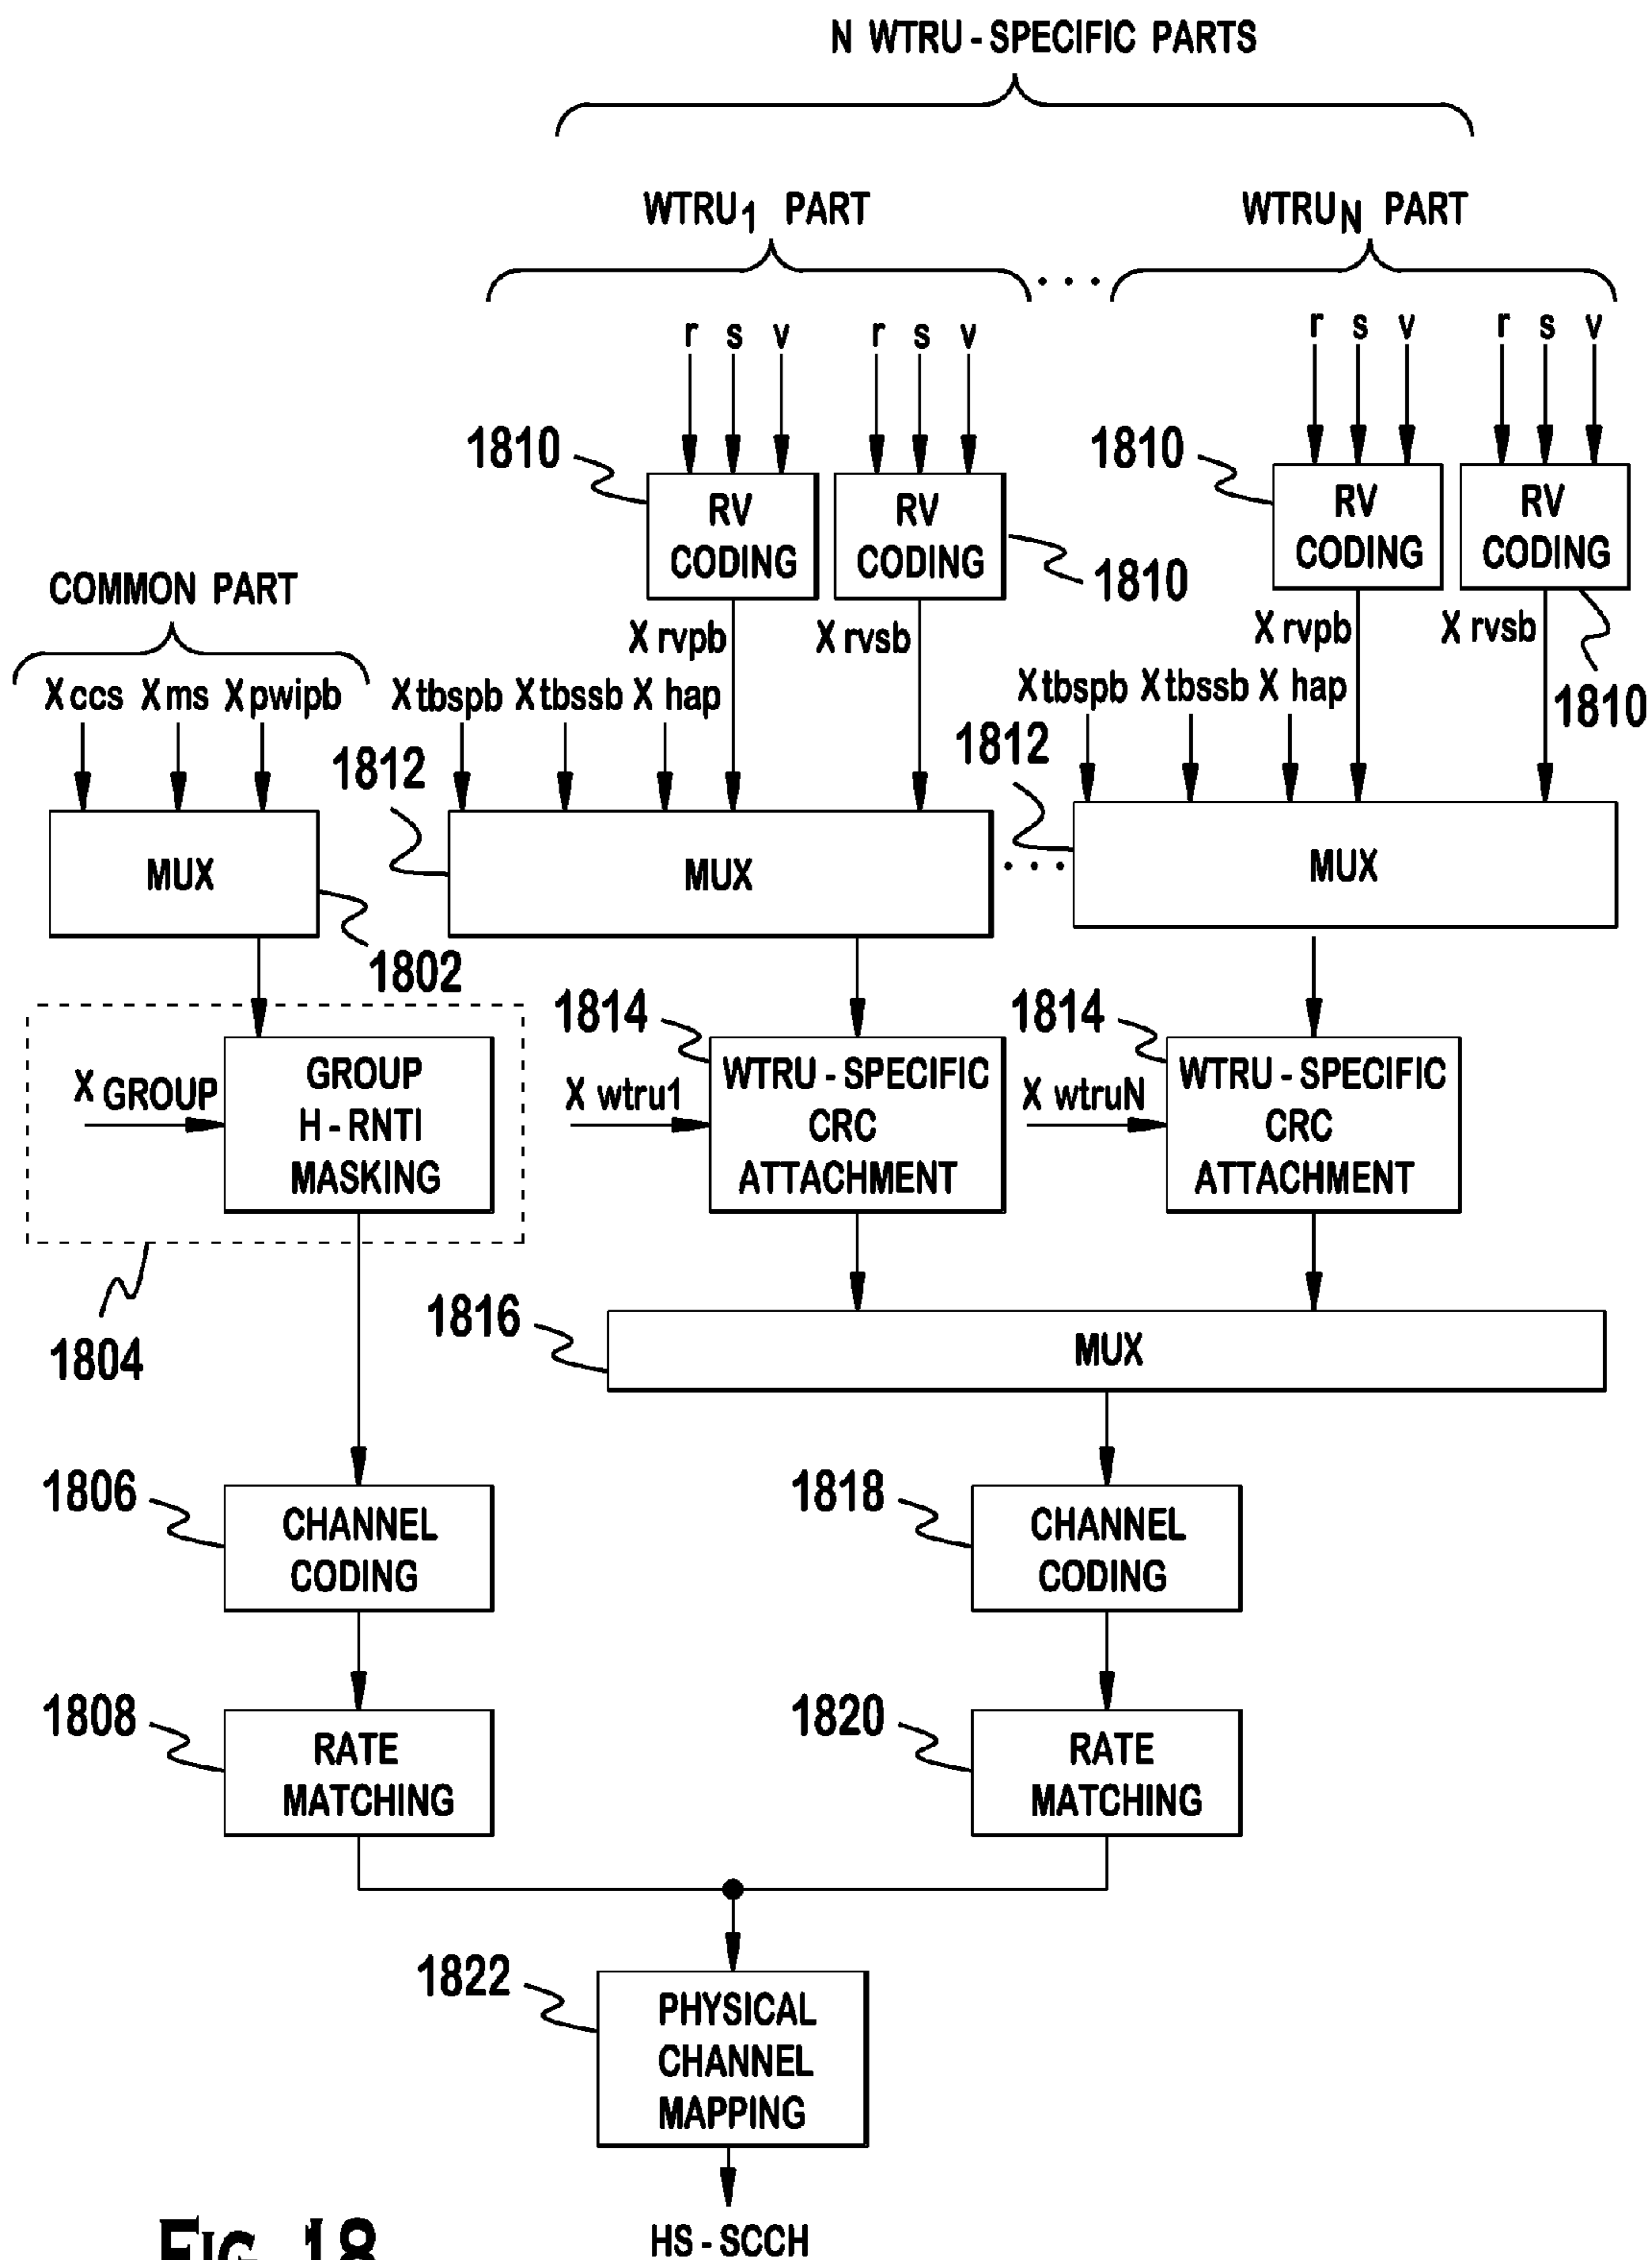 N WTRU - SPECIFIC PARTS
WTRU1 PART
WTRUN PART
r s v r s v
r s v r s v
1810
1810
RV
CODING
RV
CODING
RV
CODING
RV
CODING
1810
1810
COMMON PART
X rvpb
X rvsb
X rvpb
X rvsb
Xccs Xms Xpwipb
Xtbspb Xtbssb X hap
Xtbspb Xtbssb X hap
1812
1812
MUX
MUX
MUX
1802
1814
1814
X GROUP
GROUP
H - RNTI
MASKING
X wtru1
WTRU - SPECIFIC
CRC
ATTACHMENT
X wtruN
WTRU - SPECIFIC
CRC
ATTACHMENT
1804
1816
MUX
1806
CHANNEL
CODING
1818
CHANNEL
CODING
1808
RATE
MATCHING
1820
RATE
MATCHING
1822
PHYSICAL
CHANNEL
MAPPING
HS - SCCH
FIG. 18